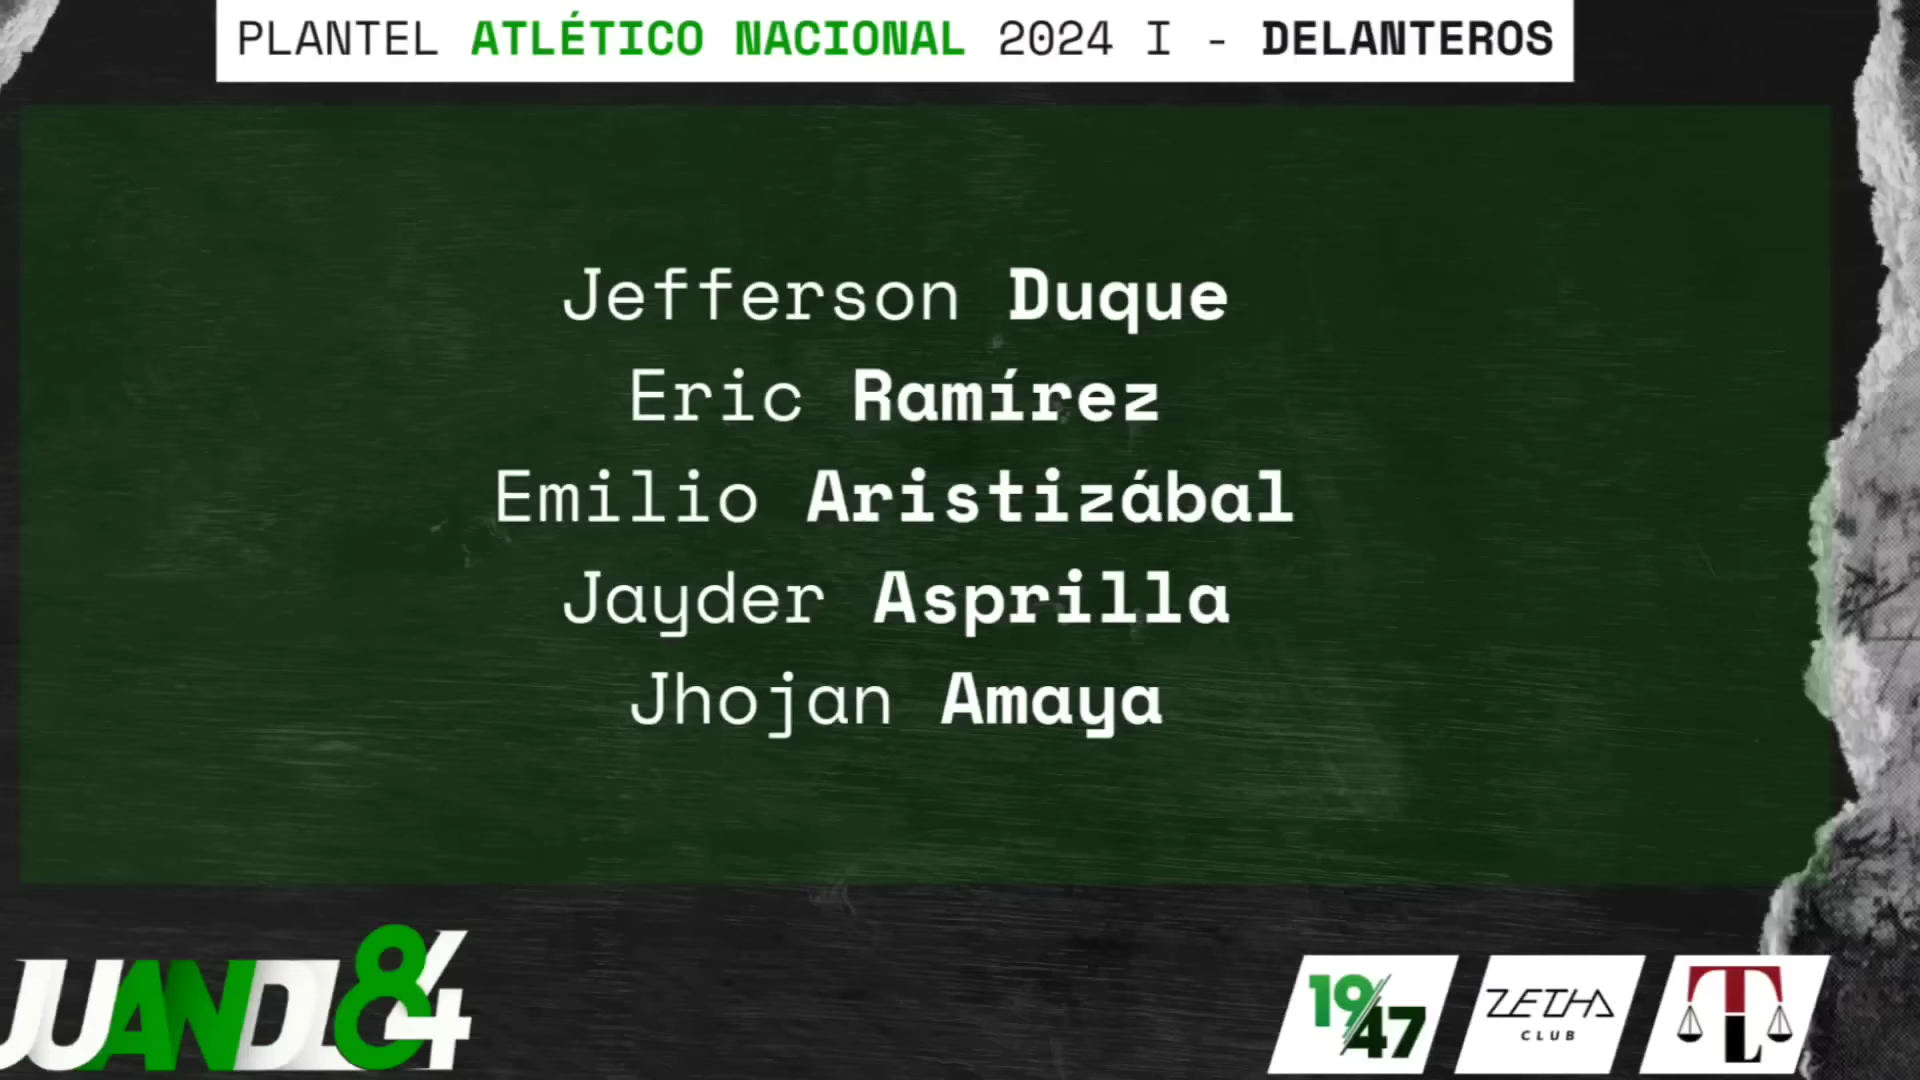 PLANTEL ATLÉTICO NACIONAL 2024 I - DELANTEROS
Jefferson Duque
Eric Ramírez
Emilio Aristizábal
Jayder Asprilla
Jhojan Amaya
JUANDL84
19/47
ZETHA
CLUB
TL